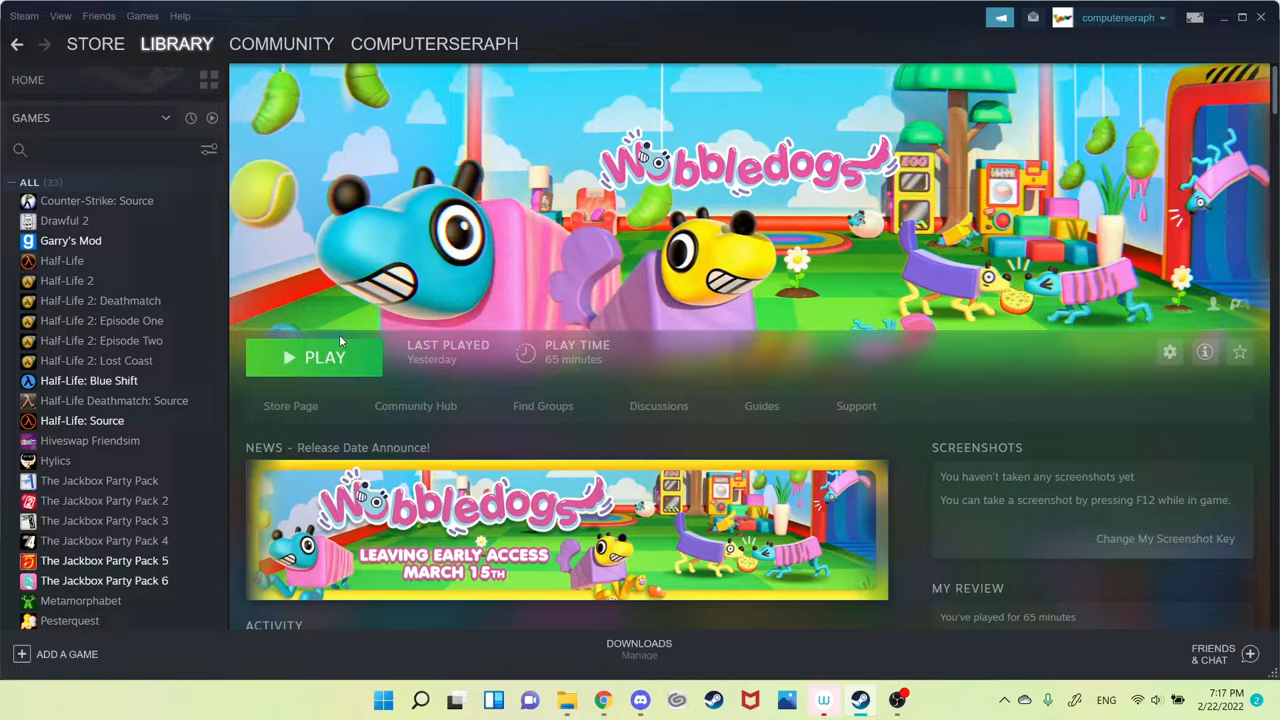 Steam View Friends Games Help
computerseraph
STORE LIBRARY COMMUNITY COMPUTERSERAPH
HOME
GAMES
ALL (33)
Counter-Strike: Source
Drawful 2
Garry's Mod
Half-Life
Half-Life 2
Half-Life 2: Deathmatch
Half-Life 2: Episode One
Half-Life 2: Episode Two
Half-Life 2: Lost Coast
Half-Life: Blue Shift
Half-Life Deathmatch: Source
Half-Life: Source
Hiveswap Friendsim
Hylics
The Jackbox Party Pack
The Jackbox Party Pack 2
The Jackbox Party Pack 3
The Jackbox Party Pack 4
The Jackbox Party Pack 5
The Jackbox Party Pack 6
Metamorphabet
Pesterquest
Wobbledogs
EGG
PLAY
LAST PLAYED
Yesterday
PLAY TIME
65 minutes
Store Page Community Hub Find Groups Discussions Guides Support
NEWS - Release Date Announce!
Wobbledogs
LEAVING EARLY ACCESS
MARCH 15TH
ACTIVITY
SCREENSHOTS
You haven't taken any screenshots yet
You can take a screenshot by pressing F12 while in game.
Change My Screenshot Key
MY REVIEW
You've played for 65 minutes
ADD A GAME
DOWNLOADS
Manage
FRIENDS
& CHAT
ENG
7:17 PM
2/22/2022
2